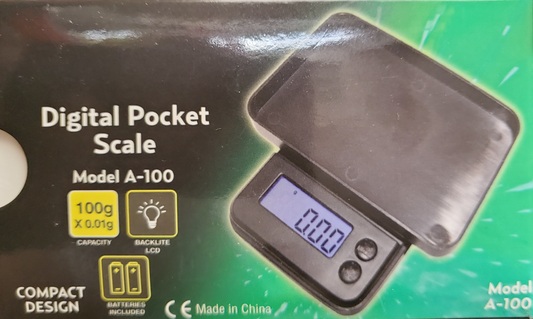 Digital Pocket
Scale
Model A-100
100g
X 0.01g
CAPACITY
BACKLITE
LCD
BATTERIES
INCLUDED
COMPACT
DESIGN
CE Made in China
0.00
Model
A-100